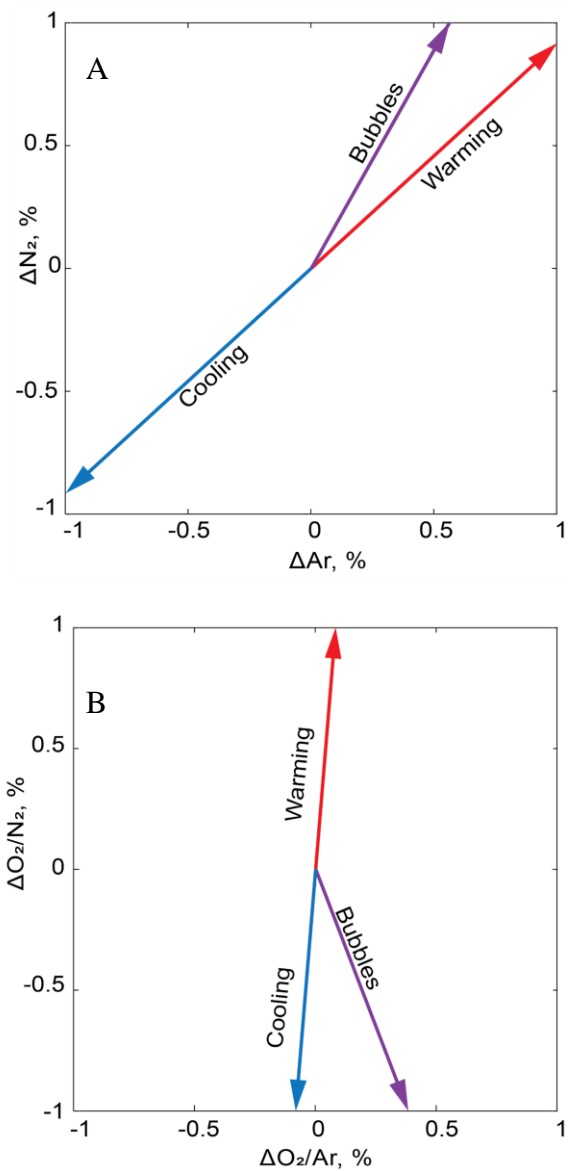 1
A
Bubbles
Warming
0.5
ΔN₂, %
0
Cooling
-0.5
-1
-1
-0.5
0
0.5
1
ΔAr, %
1
B
Warming
0.5
ΔO₂/N₂, %
0
Bubbles
Cooling
-0.5
-1
-1
-0.5
0
0.5
1
ΔO₂/Ar, %